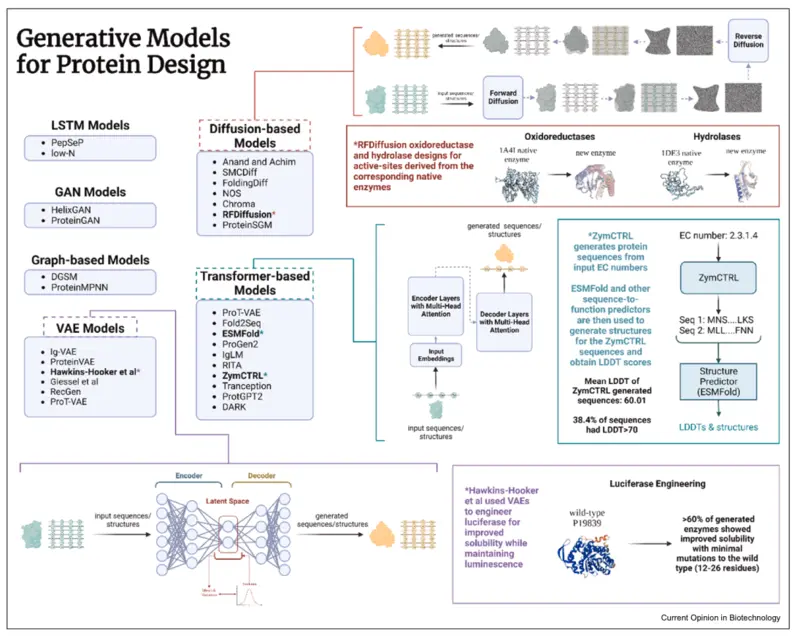 Generative Models
for Protein Design
LSTM Models
• PepSeP
• low-N
GAN Models
• HelixGAN
• ProteinGAN
Graph-based Models
• DGSM
• ProteinMPNN
VAE Models
• Ig-VAE
• ProteinVAE
• Hawkins-Hooker et al*
• Giessel et al
• RecGen
• ProT-VAE
Diffusion-based
Models
• Anand and Achim
• SMCDiff
• FoldingDiff
• NOS
• Chroma
• RFDiffusion*
• ProteinSGM
Transformer-based
Models
• ProT-VAE
• Fold2Seq
• ESMFold*
• ProGen2
• IgLM
• RITA
• ZymCTRL*
• Tranception
• ProtGPT2
• DARK
generated sequences/
structures
Reverse
Diffusion
input sequences/
structures
Forward
Diffusion
*RFDiffusion oxidoreductase
and hydrolase designs for
active-sites derived from the
corresponding native
enzymes
Oxidoreductases
1A4I native
enzyme
new enzyme
Hydrolases
1DE3 native
enzyme
new enzyme
generated sequences/
structures
Encoder Layers
with Multi-Head
Attention
Decoder Layers
with Multi-Head
Attention
Input
Embeddings
input sequences/
structures
*ZymCTRL
generates protein
sequences from
input EC numbers
ESMFold and other
sequence-to-
function predictors
are then used to
generate structures
for the ZymCTRL
sequences and
obtain LDDT scores
Mean LDDT of
ZymCTRL generated
sequences: 60.01
38.4% of sequences
had LDDT>70
EC number: 2.3.1.4
ZymCTRL
Seq 1: MNS....LKS
Seq 2: MLL....FNN
Structure
Predictor
(ESMFold)
LDDTs & structures
Encoder
Decoder
Latent Space
input sequences/
structures
generated
sequences/structures
*Hawkins-Hooker
et al used VAEs
to engineer
luciferase for
improved
solubility while
maintaining
luminescence
Luciferase Engineering
wild-type
P19839
>60% of generated
enzymes showed
improved solubility
with minimal
mutations to the wild
type (12-26 residues)
Current Opinion in Biotechnology